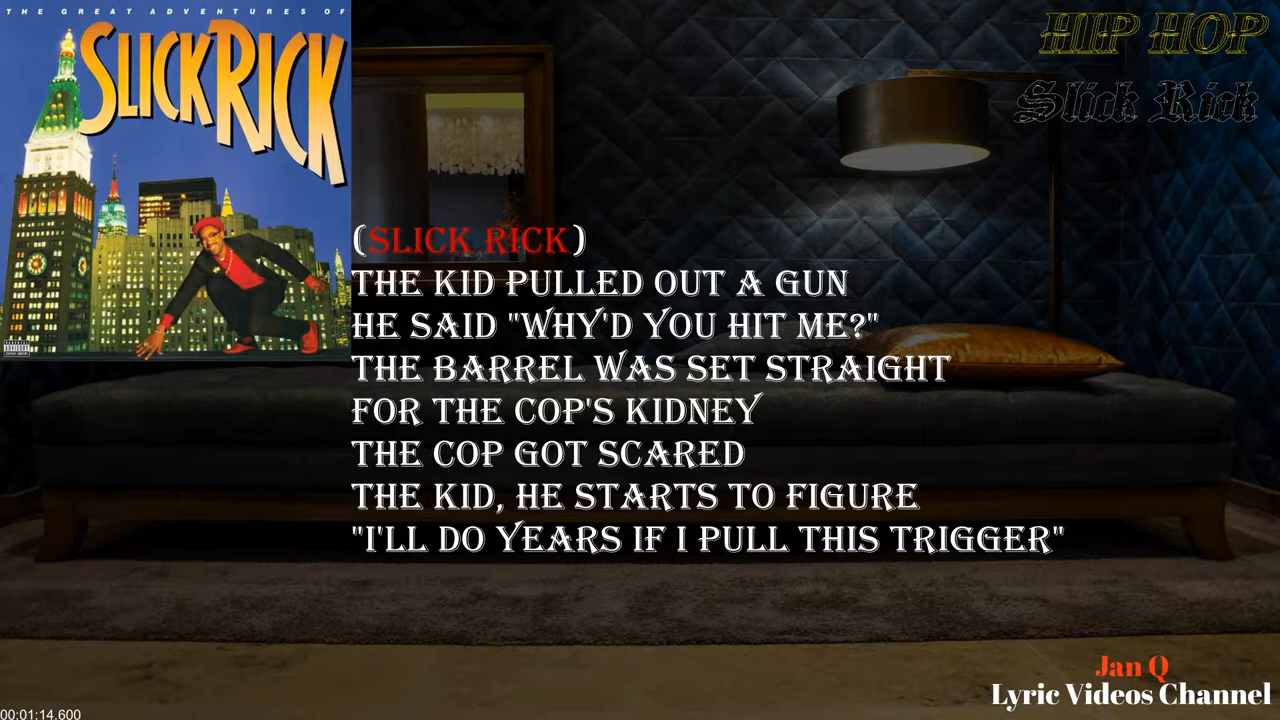 THE GREAT ADVENTURES OF
SLICK RICK
HIP HOP
Slick Rick
(SLICK RICK)
THE KID PULLED OUT A GUN
HE SAID "WHY'D YOU HIT ME?"
THE BARREL WAS SET STRAIGHT
FOR THE COP'S KIDNEY
THE COP GOT SCARED
THE KID, HE STARTS TO FIGURE
"I'LL DO YEARS IF I PULL THIS TRIGGER"
Jan Q
Lyric Videos Channel
00:01:14.600